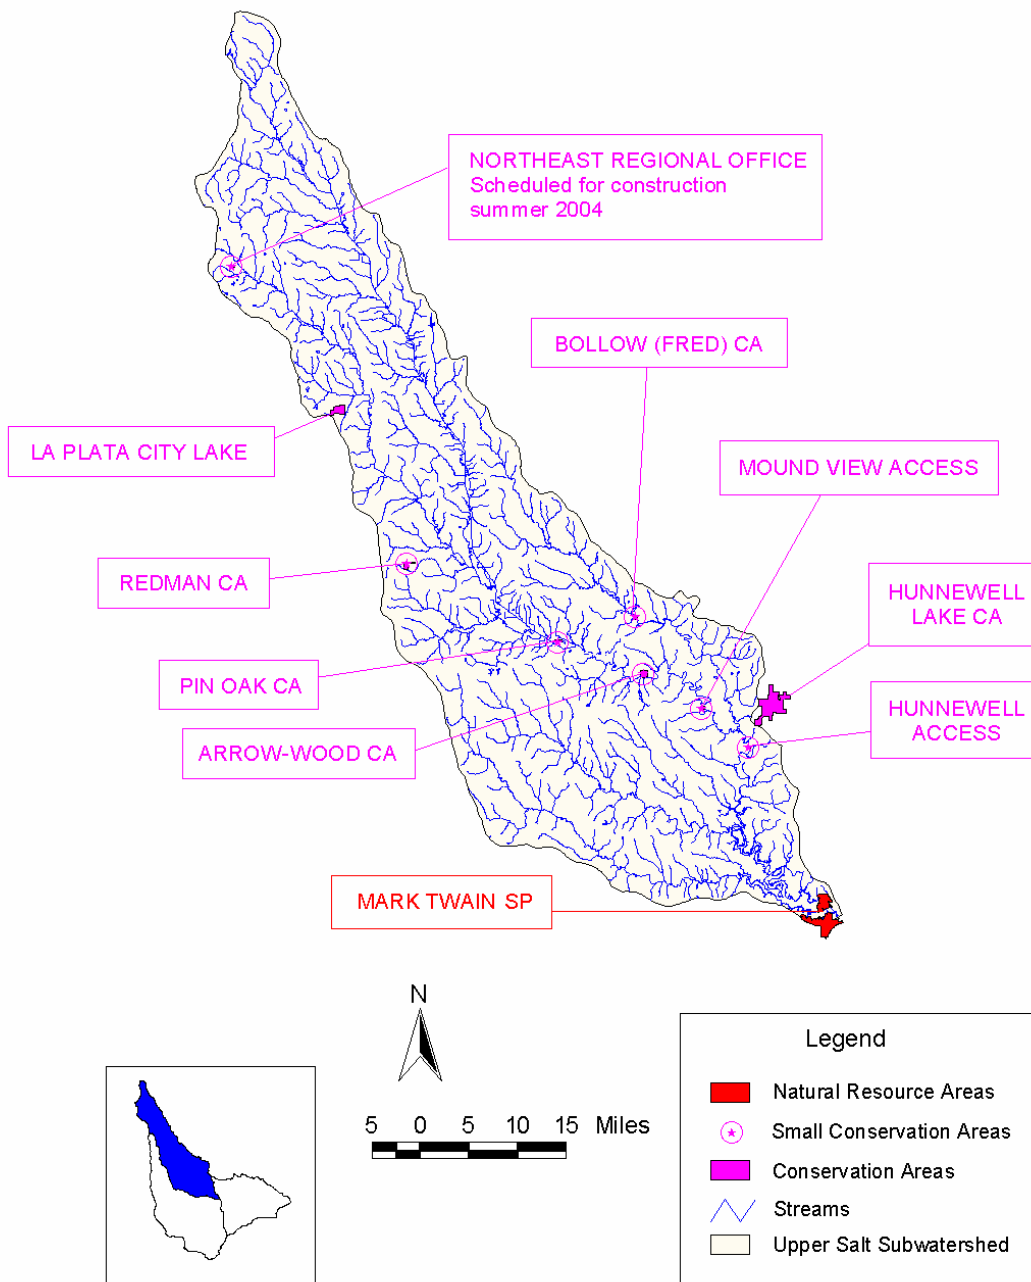 NORTHEAST REGIONAL OFFICE
Scheduled for construction
summer 2004
BOLLOW (FRED) CA
LA PLATA CITY LAKE
MOUND VIEW ACCESS
REDMAN CA
HUNNEWELL
LAKE CA
PIN OAK CA
HUNNEWELL
ACCESS
ARROW-WOOD CA
MARK TWAIN SP
N
5 0 5 10 15 Miles
Legend
Natural Resource Areas
Small Conservation Areas
Conservation Areas
Streams
Upper Salt Subwatershed